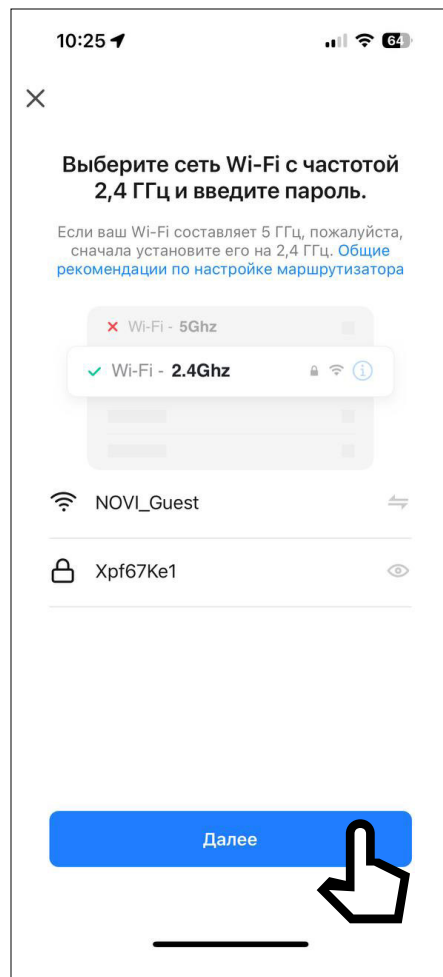 10:25
64
Выберите сеть Wi-Fi с частотой
2,4 ГГц и введите пароль.
Если ваш Wi-Fi составляет 5 ГГц, пожалуйста,
сначала установите его на 2,4 ГГц. Общие
рекомендации по настройке маршрутизатора
Wi-Fi - 5Ghz
Wi-Fi - 2.4Ghz
NOVI_Guest
Xpf67Ke1
Далее